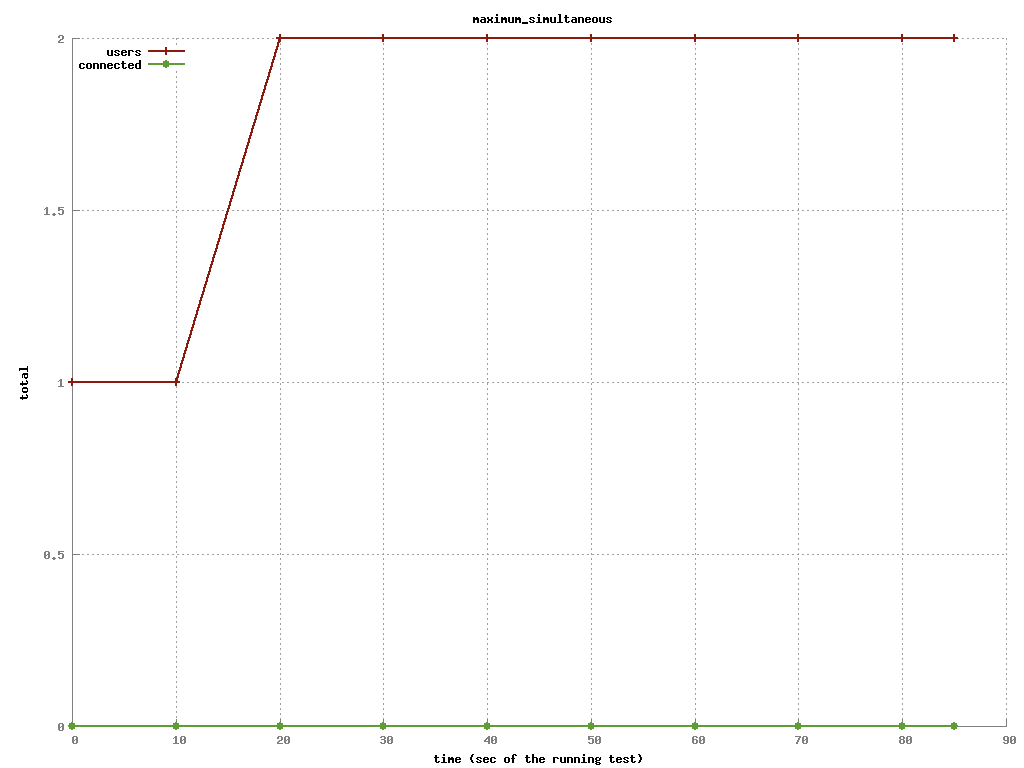 maximum_simultaneous
users
connected
2
1.5
1
0.5
0
total
0 10 20 30 40 50 60 70 80 90
time (sec of the running test)